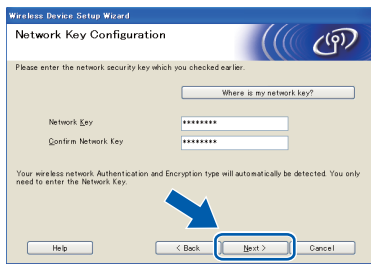 Wireless Device Setup Wizard
Network Key Configuration
Please enter the network security key which you checked earlier.
Where is my network key?
Network Key ********
Confirm Network Key ********
Your wireless network Authentication and Encryption type will automatically be detected. You only
need to enter the Network Key.
Help < Back Next > Cancel